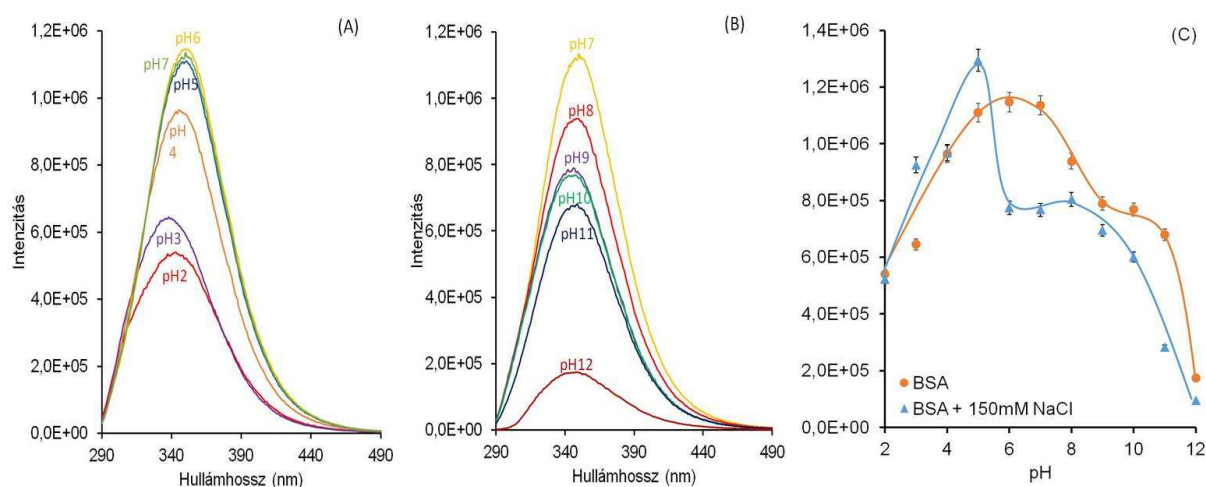 (A)
1,2E+06
1,0E+06
8,0E+05
6,0E+05
4,0E+05
2,0E+05
0,0E+00
Intenzitás
pH6
pH7
pH5
pH
4
pH3
pH2
290
340
390
440
490
Hullámhossz (nm)
(B)
1,2E+06
1,0E+06
8,0E+05
6,0E+05
4,0E+05
2,0E+05
0,0E+00
Intenzitás
pH7
pH8
pH9
pH10
pH11
pH12
290
340
390
440
490
Hullámhossz (nm)
(C)
1,4E+06
1,2E+06
1,0E+06
8,0E+05
6,0E+05
4,0E+05
2,0E+05
0,0E+00
BSA
BSA + 150mM NaCl
2
4
6
8
10
12
pH